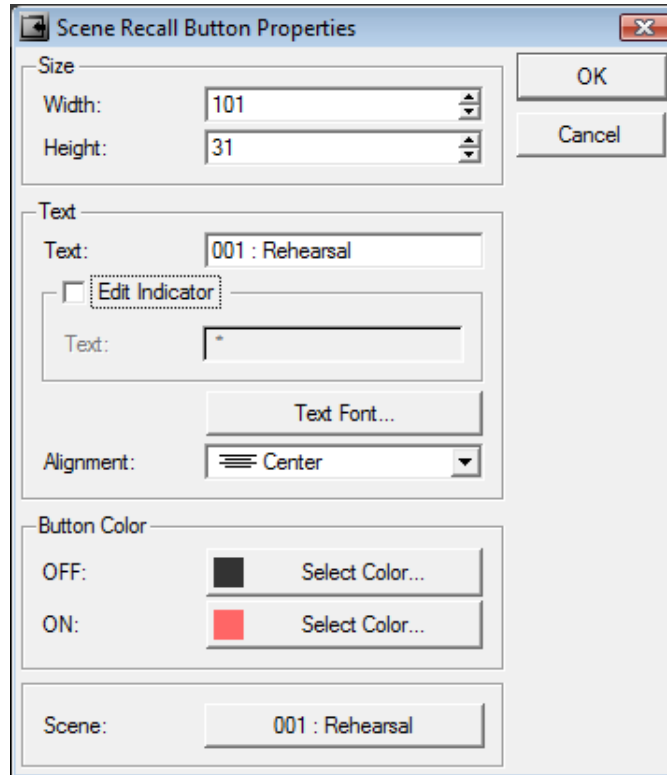 Scene Recall Button Properties
Size
Width: 101
Height: 31
OK
Cancel
Text
Text: 001 : Rehearsal
Edit Indicator
Text: *
Text Font...
Alignment: Center
Button Color
OFF: Select Color...
ON: Select Color...
Scene: 001 : Rehearsal